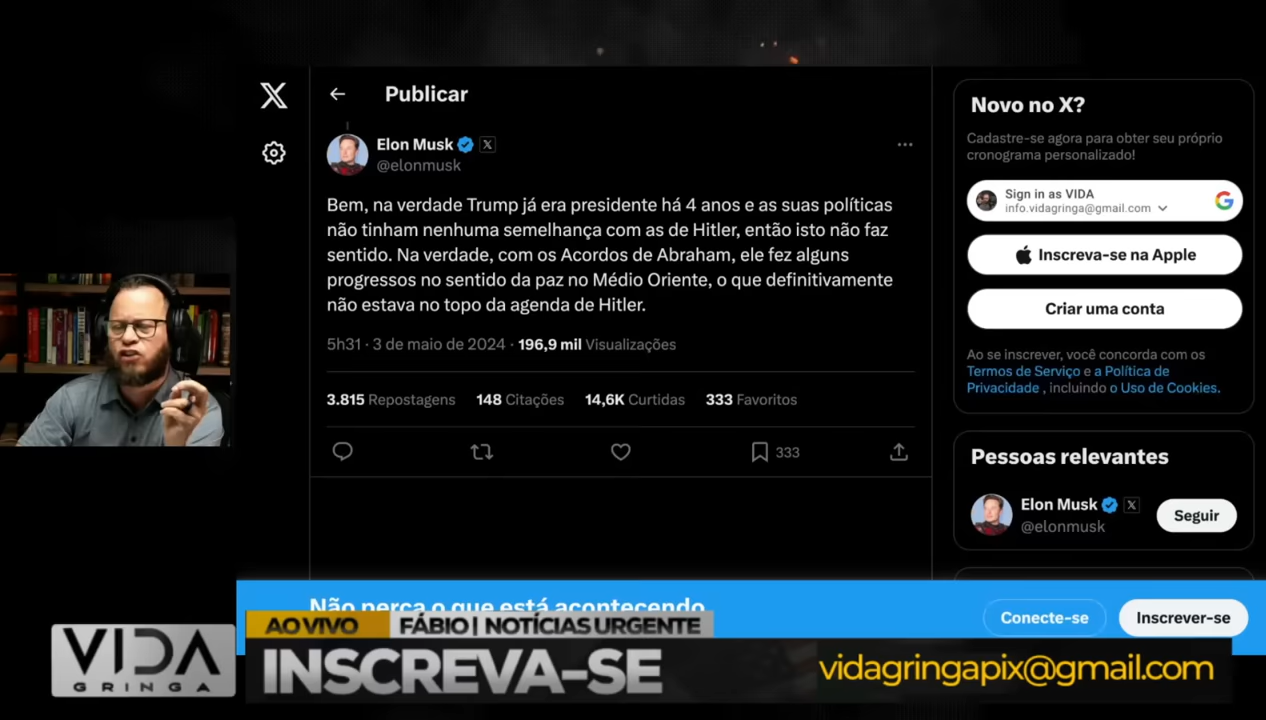 Publicar
Elon Musk
@elonmusk
Bem, na verdade Trump já era presidente há 4 anos e as suas políticas
não tinham nenhuma semelhança com as de Hitler, então isto não faz
sentido. Na verdade, com os Acordos de Abraham, ele fez alguns
progressos no sentido da paz no Médio Oriente, o que definitivamente
não estava no topo da agenda de Hitler.
5h31 · 3 de maio de 2024 · 196,9 mil Visualizações
3.815 Repostagens 148 Citações 14,6K Curtidas 333 Favoritos
333
Novo no X?
Cadastre-se agora para obter seu próprio
cronograma personalizado!
Sign in as VIDA
info.vidagringa@gmail.com
Inscreva-se na Apple
Criar uma conta
Ao se inscrever, você concorda com os
Termos de Serviço e a Política de
Privacidade , incluindo o Uso de Cookies.
Pessoas relevantes
Elon Musk
@elonmusk
Seguir
Não perca o que está acontecendo
Conecte-se
Inscrever-se
AO VIVO FÁBIO | NOTÍCIAS URGENTE
VIDA
GRINGA
INSCREVA-SE
vidagringapix@gmail.com